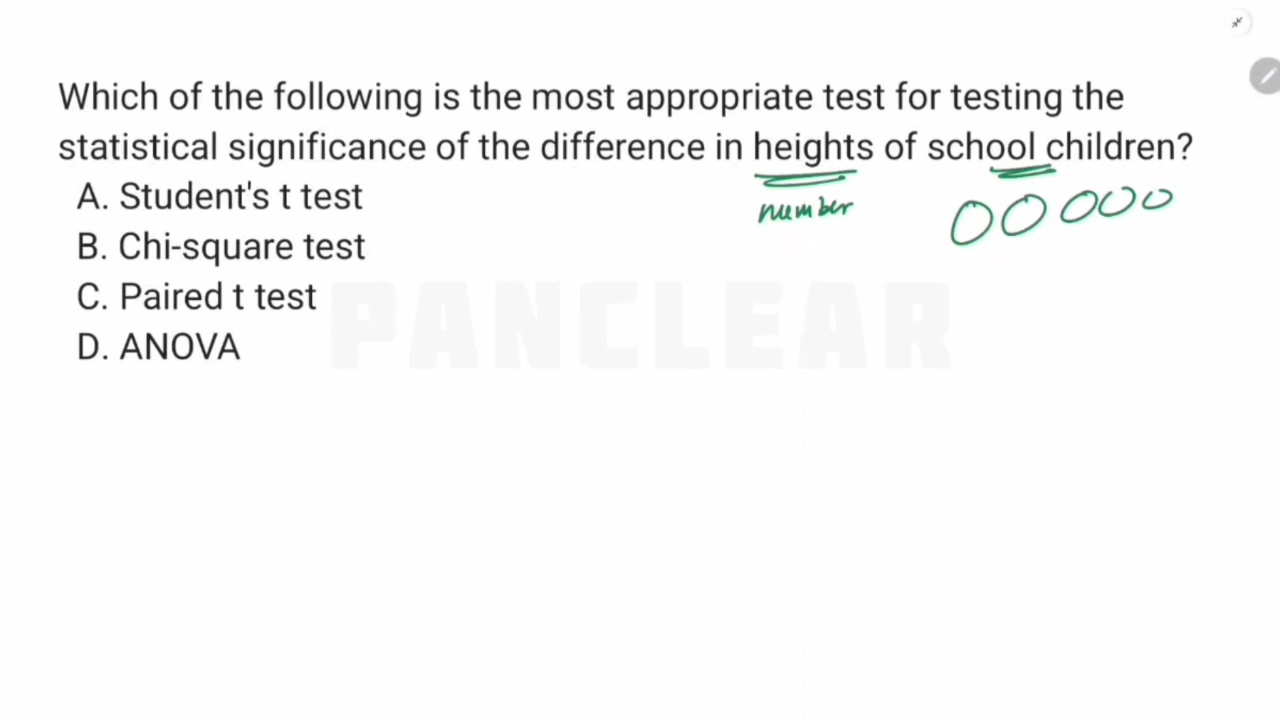 Which of the following is the most appropriate test for testing the
statistical significance of the difference in heights of school children?
number
A. Student's t test
B. Chi-square test
C. Paired t test
D. ANOVA
PANCLEAR